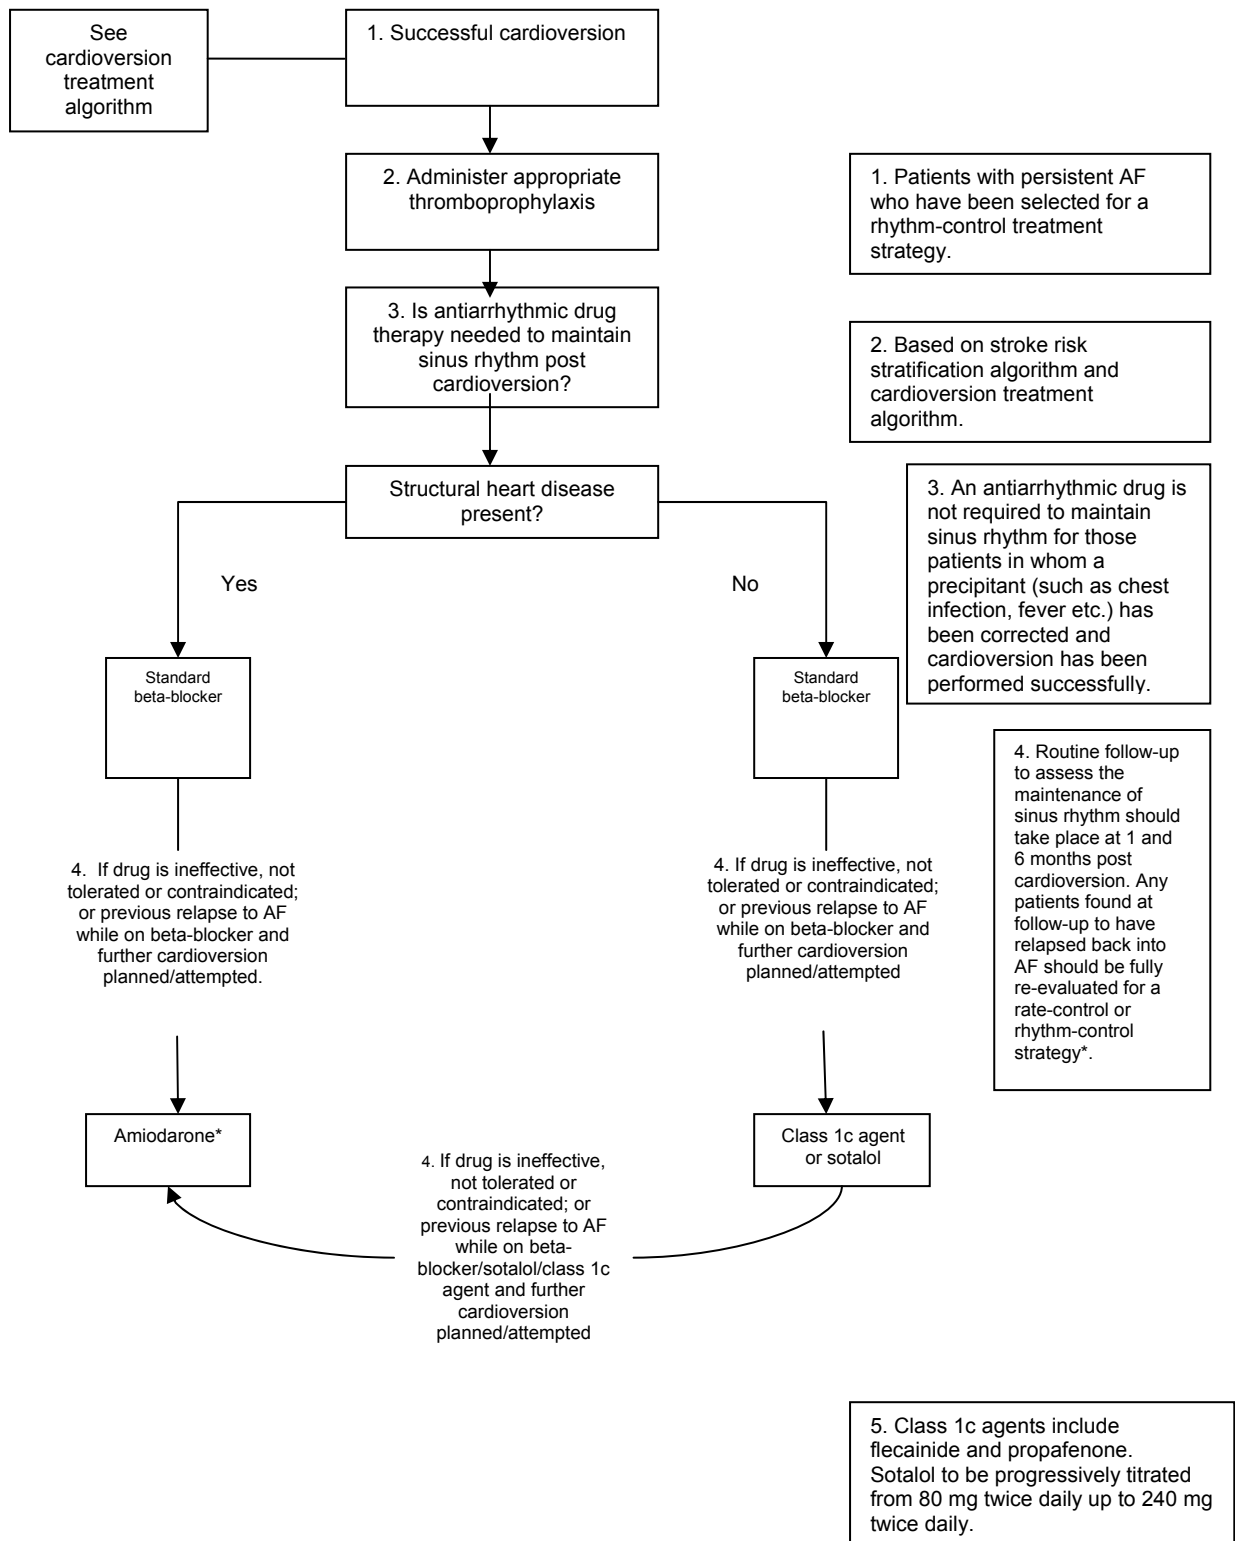 See
cardioversion
treatment
algorithm
1. Successful cardioversion
2. Administer appropriate
thromboprophylaxis
1. Patients with persistent AF
who have been selected for a
rhythm-control treatment
strategy.
3. Is antiarrhythmic drug
therapy needed to maintain
sinus rhythm post
cardioversion?
2. Based on stroke risk
stratification algorithm and
cardioversion treatment
algorithm.
Structural heart disease
present?
3. An antiarrhythmic drug is
not required to maintain
sinus rhythm for those
patients in whom a
precipitant (such as chest
infection, fever etc.) has
been corrected and
cardioversion has been
performed successfully.
Yes
No
Standard
beta-blocker
Standard
beta-blocker
4. Routine follow-up
to assess the
maintenance of
sinus rhythm should
take place at 1 and
6 months post
cardioversion. Any
patients found at
follow-up to have
relapsed back into
AF should be fully
re-evaluated for a
rate-control or
rhythm-control
strategy*.
4. If drug is ineffective, not
tolerated or contraindicated;
or previous relapse to AF
while on beta-blocker and
further cardioversion
planned/attempted.
4. If drug is ineffective, not
tolerated or contraindicated;
or previous relapse to AF
while on beta-blocker and
further cardioversion
planned/attempted
Amiodarone*
Class 1c agent
or sotalol
4. If drug is ineffective,
not tolerated or
contraindicated; or
previous relapse to AF
while on beta-
blocker/sotalol/class 1c
agent and further
cardioversion
planned/attempted
5. Class 1c agents include
flecainide and propafenone.
Sotalol to be progressively titrated
from 80 mg twice daily up to 240 mg
twice daily.